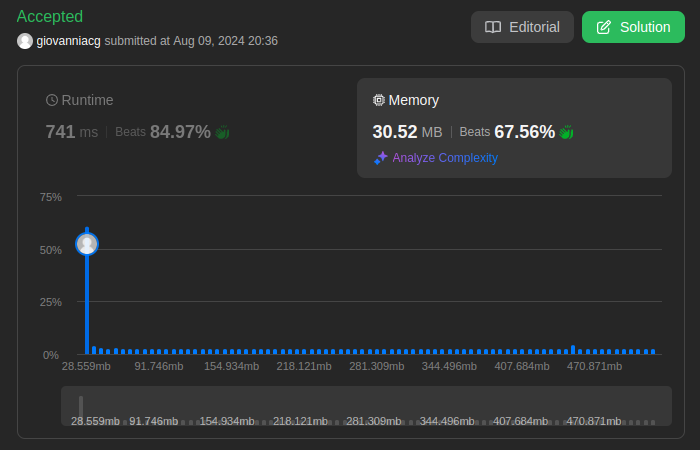 Accepted
giovanniacg submitted at Aug 09, 2024 20:36
Editorial
Solution
Runtime
741 ms | Beats 84.97%
Memory
30.52 MB | Beats 67.56%
Analyze Complexity
75%
50%
25%
0%
28.559mb 91.746mb 154.934mb 218.121mb 281.309mb 344.496mb 407.684mb 470.871mb
28.559mb 91.746mb 154.934mb 218.121mb 281.309mb 344.496mb 407.684mb 470.871mb